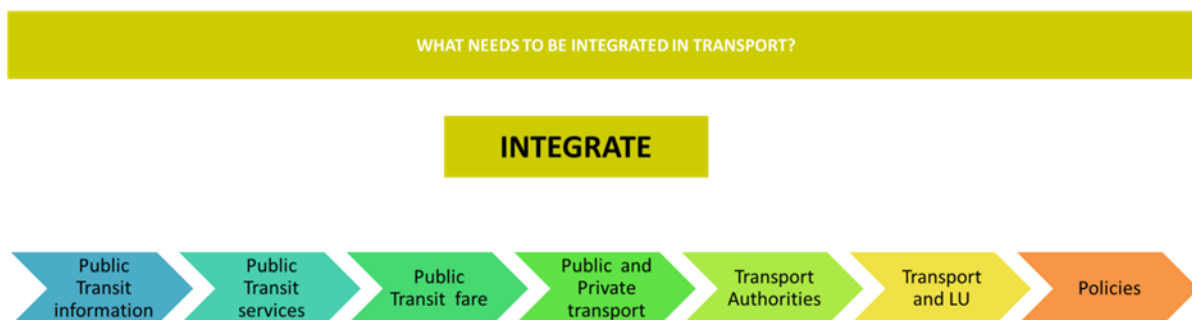 WHAT NEEDS TO BE INTEGRATED IN TRANSPORT?
INTEGRATE
Public
Transit
information
Public
Transit
services
Public
Transit fare
Public and
Private
transport
Transport
Authorities
Transport
and LU
Policies